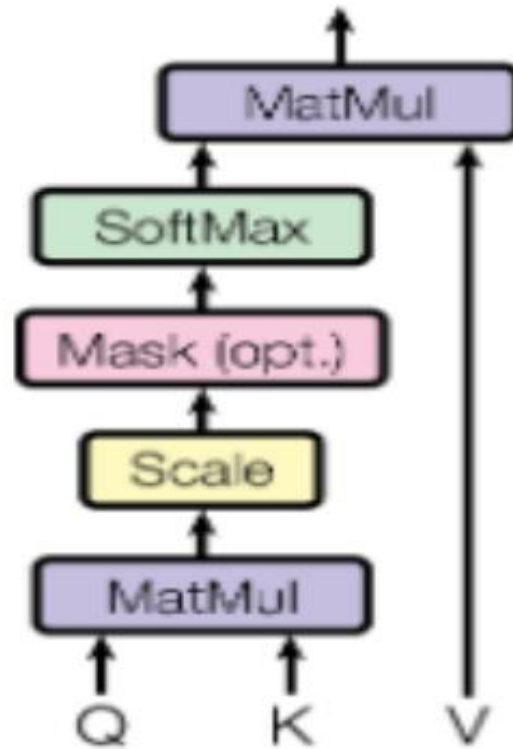 MatMul
SoftMax
Mask (opt.)
Scale
MatMul
Q K V